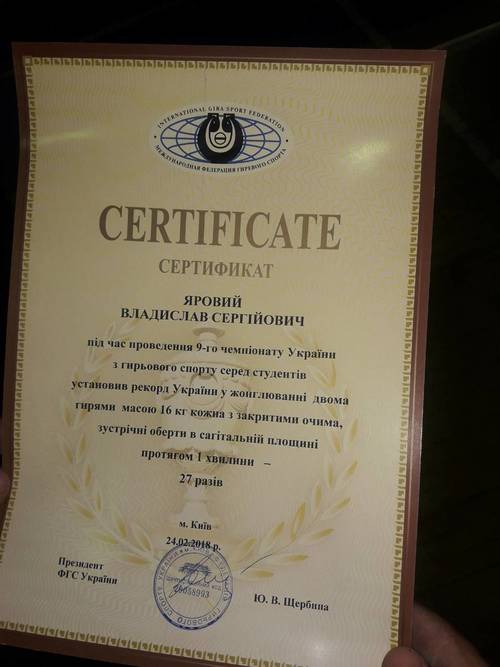 INTERNATIONAL GIRA SPORT FEDERATION
МЕЖДУНАРОДНАЯ ФЕДЕРАЦИЯ ГИРЕВОГО СПОРТА
CERTIFICATE
СЕРТИФИКАТ
ЯРОВИЙ
ВЛАДИСЛАВ СЕРГІЙОВИЧ
під час проведення 9-го чемпіонату України
з гирьового спорту серед студентів
установив рекорд України у жонглюванні двома
гирями масою 16 кг кожна з закритими очима,
зустрічні оберти в сагітальній площині
протягом 1 хвилини –
27 разів
м. Київ
24.02.2018 р.
Президент
ФГС України
Ю. В. Щербина